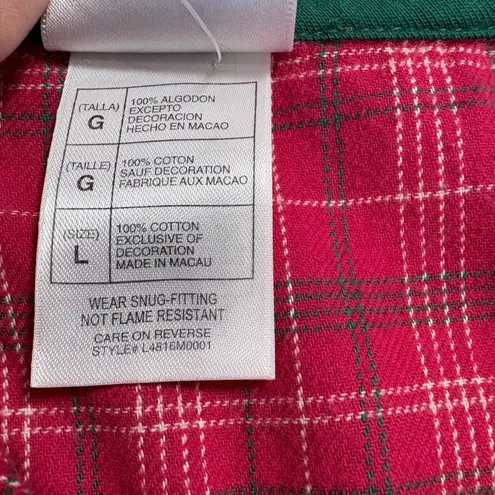 (TALLA)
G
100% ALGODON
EXCEPTO
DECORACION
HECHO EN MACAO
(TAILLE)
G
100% COTON
SAUF DECORATION
FABRIQUE AUX MACAO
(SIZE)
L
100% COTTON
EXCLUSIVE OF
DECORATION
MADE IN MACAU
WEAR SNUG-FITTING
NOT FLAME RESISTANT
CARE ON REVERSE
STYLE# L4816M0001